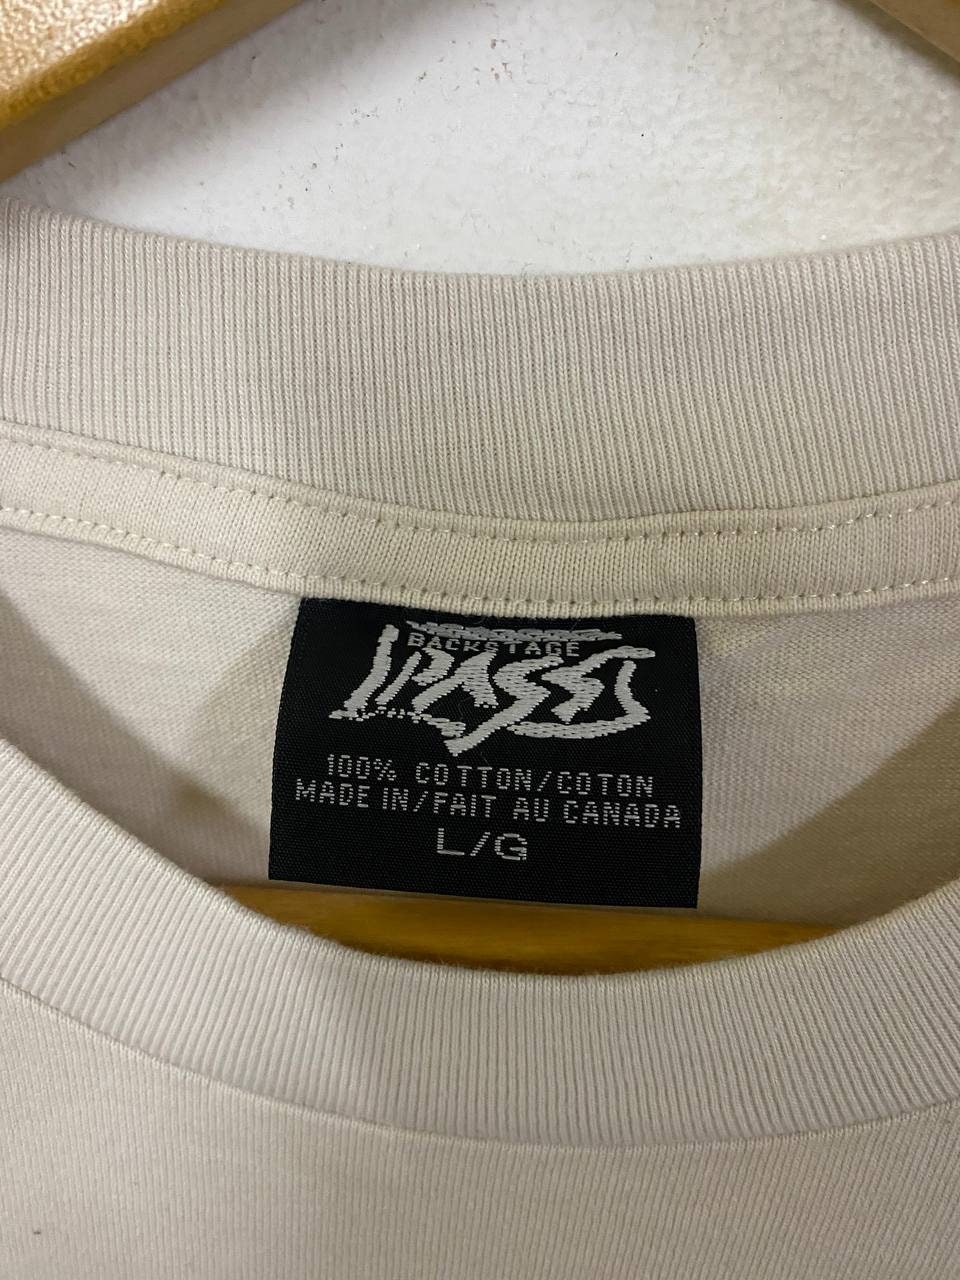 BACKSTAGE
PASS
100% COTTON/COTON
MADE IN/FAIT AU CANADA
L/G